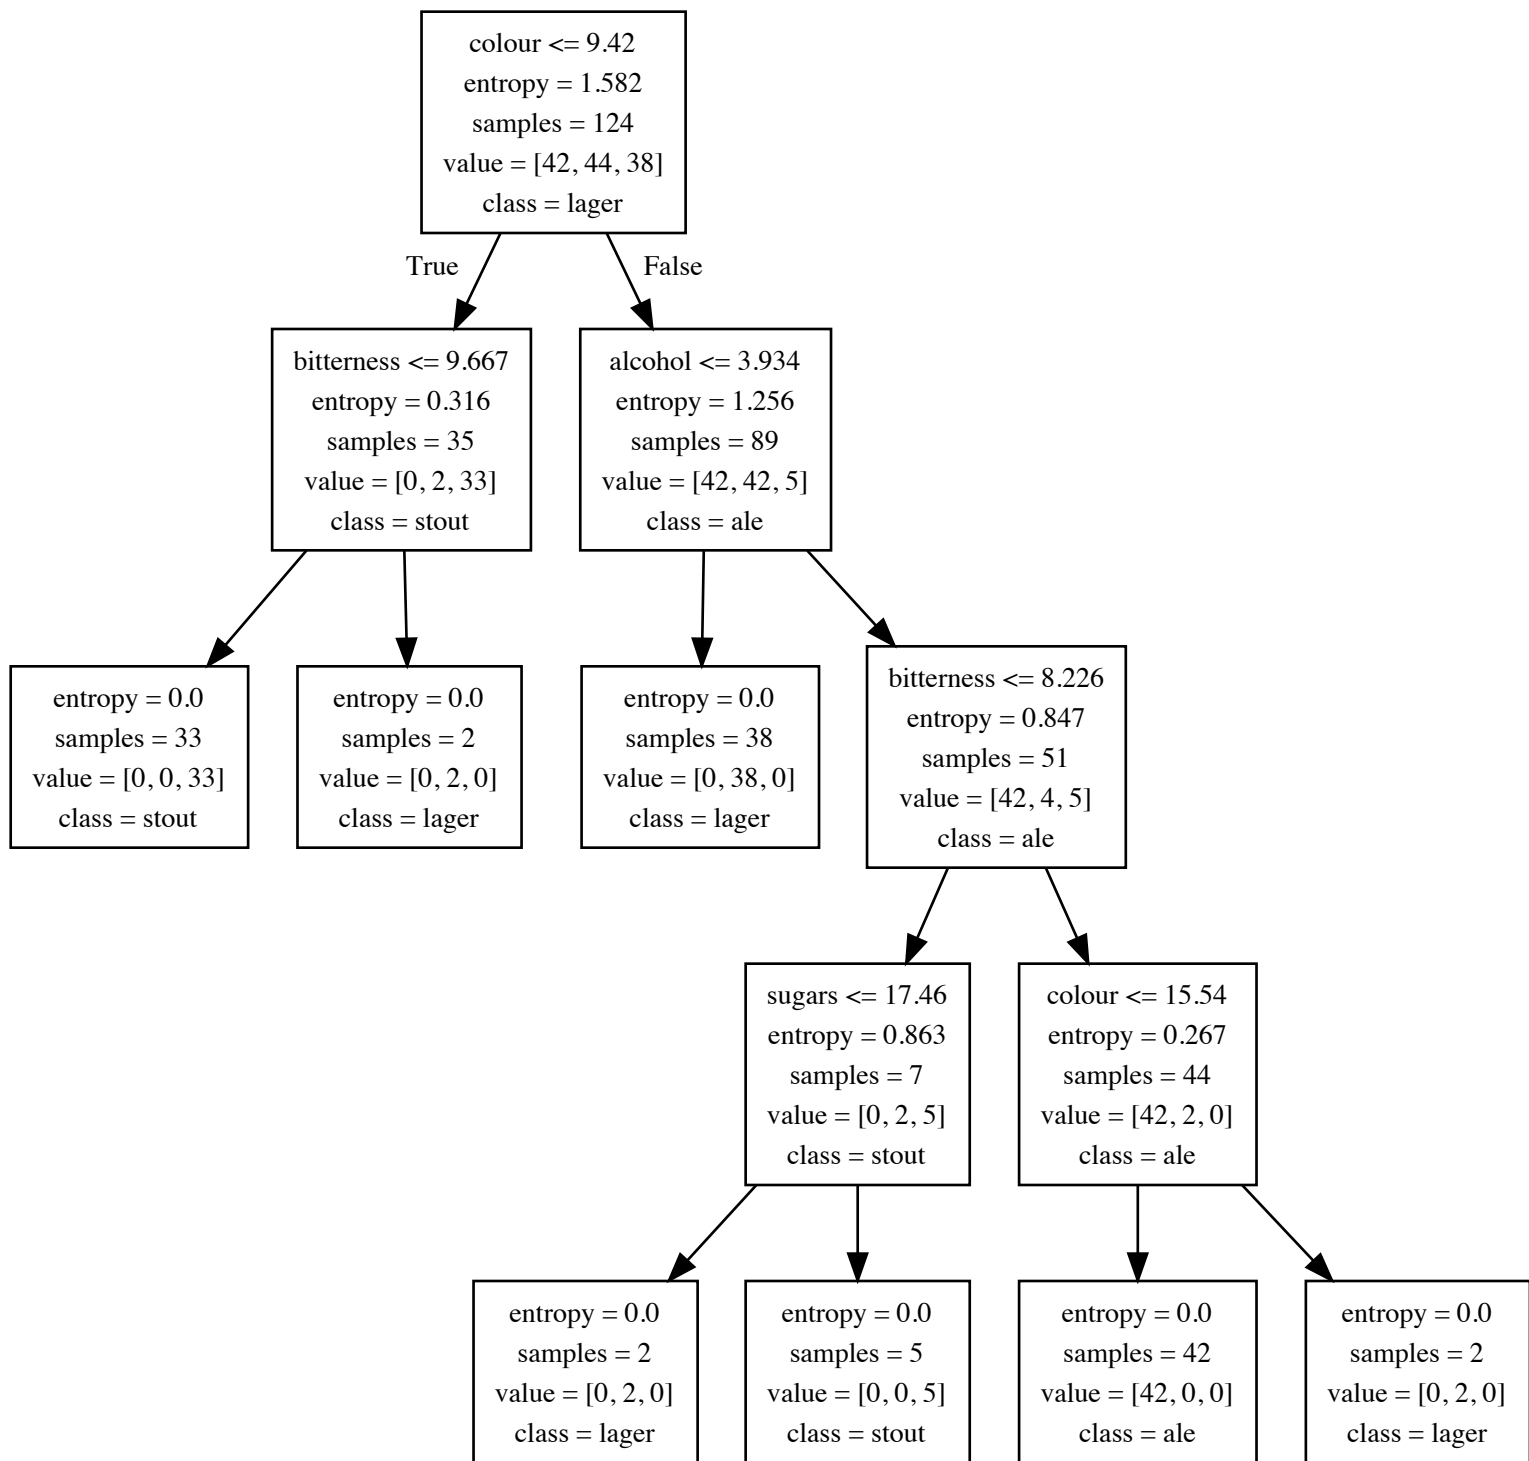 colour <= 9.42
entropy = 1.582
samples = 124
value = [42, 44, 38]
class = lager
True
False
bitterness <= 9.667
entropy = 0.316
samples = 35
value = [0, 2, 33]
class = stout
alcohol <= 3.934
entropy = 1.256
samples = 89
value = [42, 42, 5]
class = ale
entropy = 0.0
samples = 33
value = [0, 0, 33]
class = stout
entropy = 0.0
samples = 2
value = [0, 2, 0]
class = lager
entropy = 0.0
samples = 38
value = [0, 38, 0]
class = lager
bitterness <= 8.226
entropy = 0.847
samples = 51
value = [42, 4, 5]
class = ale
sugars <= 17.46
entropy = 0.863
samples = 7
value = [0, 2, 5]
class = stout
colour <= 15.54
entropy = 0.267
samples = 44
value = [42, 2, 0]
class = ale
entropy = 0.0
samples = 2
value = [0, 2, 0]
class = lager
entropy = 0.0
samples = 5
value = [0, 0, 5]
class = stout
entropy = 0.0
samples = 42
value = [42, 0, 0]
class = ale
entropy = 0.0
samples = 2
value = [0, 2, 0]
class = lager